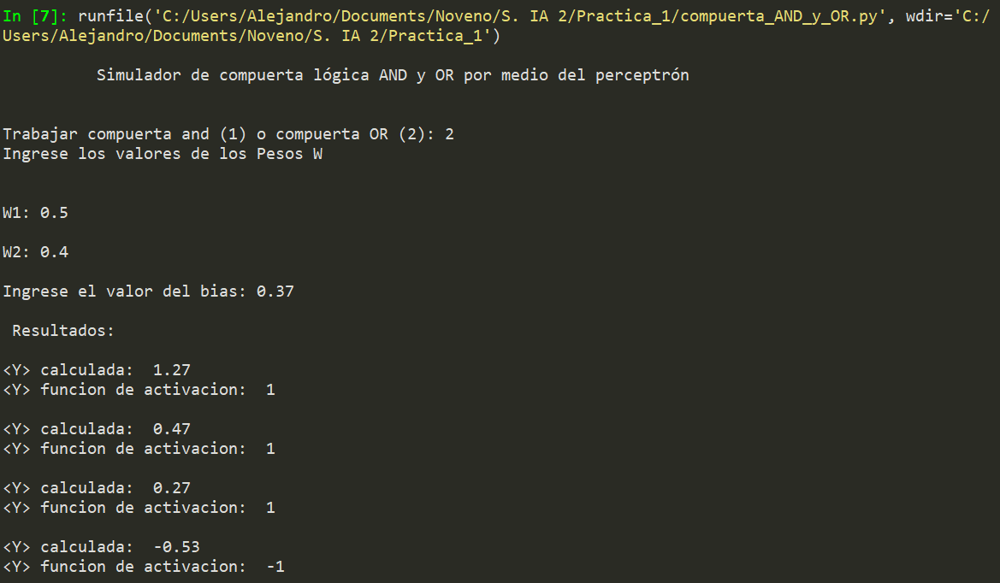 In [7]: runfile('C:/Users/Alejandro/Documents/Noveno/S. IA 2/Practica_1/compuerta_AND_y_OR.py', wdir='C:/
Users/Alejandro/Documents/Noveno/S. IA 2/Practica_1')
Simulador de compuerta lógica AND y OR por medio del perceptrón
Trabajar compuerta and (1) o compuerta OR (2): 2
Ingrese los valores de los Pesos W
W1: 0.5
W2: 0.4
Ingrese el valor del bias: 0.37
Resultados:
<Y> calculada:  1.27
<Y> funcion de activacion:  1
<Y> calculada:  0.47
<Y> funcion de activacion:  1
<Y> calculada:  0.27
<Y> funcion de activacion:  1
<Y> calculada:  -0.53
<Y> funcion de activacion:  -1